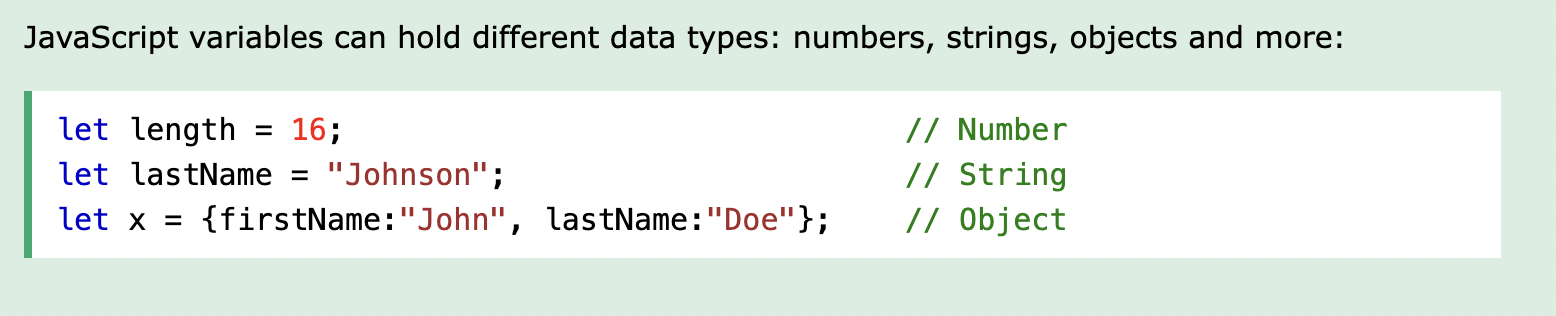 JavaScript variables can hold different data types: numbers, strings, objects and more:
let length = 16;                               // Number
let lastName = "Johnson";                      // String
let x = {firstName:"John", lastName:"Doe"};    // Object